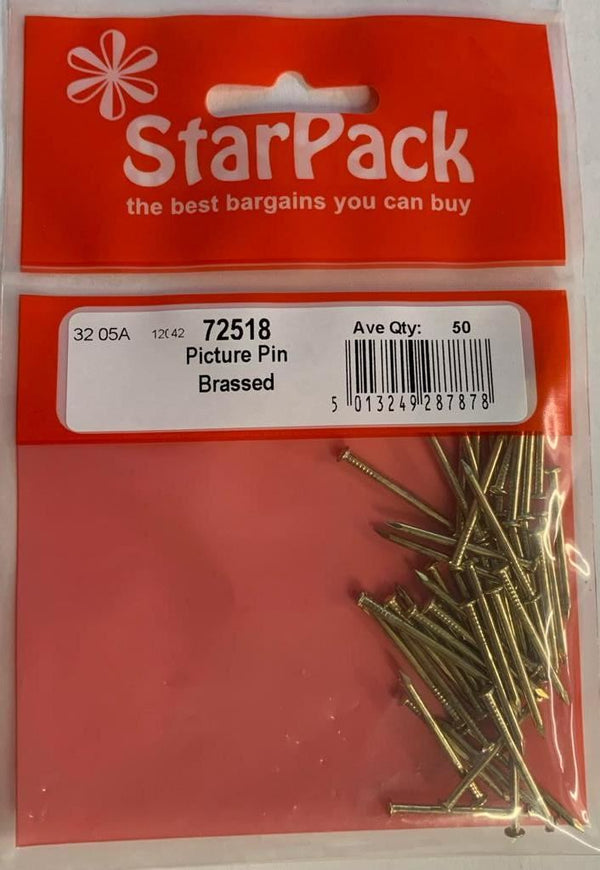 StarPack
the best bargains you can buy
32 05A 12042 72518 Ave Qty: 50
Picture Pin
Brassed
5 013249 287878